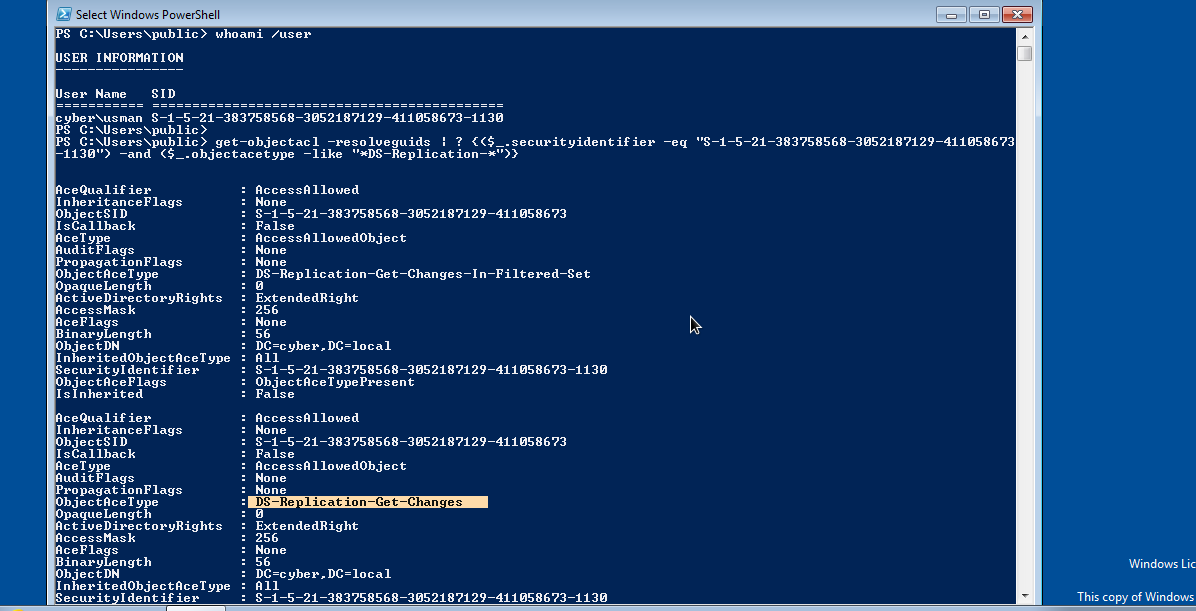 Select Windows PowerShell
PS C:\Users\public> whoami /user
USER INFORMATION
----------------
User Name   SID
=========== ============================================
cyber\usman S-1-5-21-383758568-3052187129-411058673-1130
PS C:\Users\public>
PS C:\Users\public> get-objectacl -resolveguids | ? {($_.securityidentifier -eq "S-1-5-21-383758568-3052187129-411058673
-1130") -and ($_.objectacetype -like "*DS-Replication-*")}
AceQualifier           : AccessAllowed
InheritanceFlags       : None
ObjectSID              : S-1-5-21-383758568-3052187129-411058673
IsCallback             : False
AceType                : AccessAllowedObject
AuditFlags             : None
PropagationFlags       : None
ObjectAceType          : DS-Replication-Get-Changes-In-Filtered-Set
OpaqueLength           : 0
ActiveDirectoryRights  : ExtendedRight
AccessMask             : 256
AceFlags               : None
BinaryLength           : 56
ObjectDN               : DC=cyber,DC=local
InheritedObjectAceType : All
SecurityIdentifier     : S-1-5-21-383758568-3052187129-411058673-1130
ObjectAceFlags         : ObjectAceTypePresent
IsInherited            : False
AceQualifier           : AccessAllowed
InheritanceFlags       : None
ObjectSID              : S-1-5-21-383758568-3052187129-411058673
IsCallback             : False
AceType                : AccessAllowedObject
AuditFlags             : None
PropagationFlags       : None
ObjectAceType          : DS-Replication-Get-Changes
OpaqueLength           : 0
ActiveDirectoryRights  : ExtendedRight
AccessMask             : 256
AceFlags               : None
BinaryLength           : 56
ObjectDN               : DC=cyber,DC=local
InheritedObjectAceType : All
SecurityIdentifier     : S-1-5-21-383758568-3052187129-411058673-1130
Windows Lic
This copy of Windows